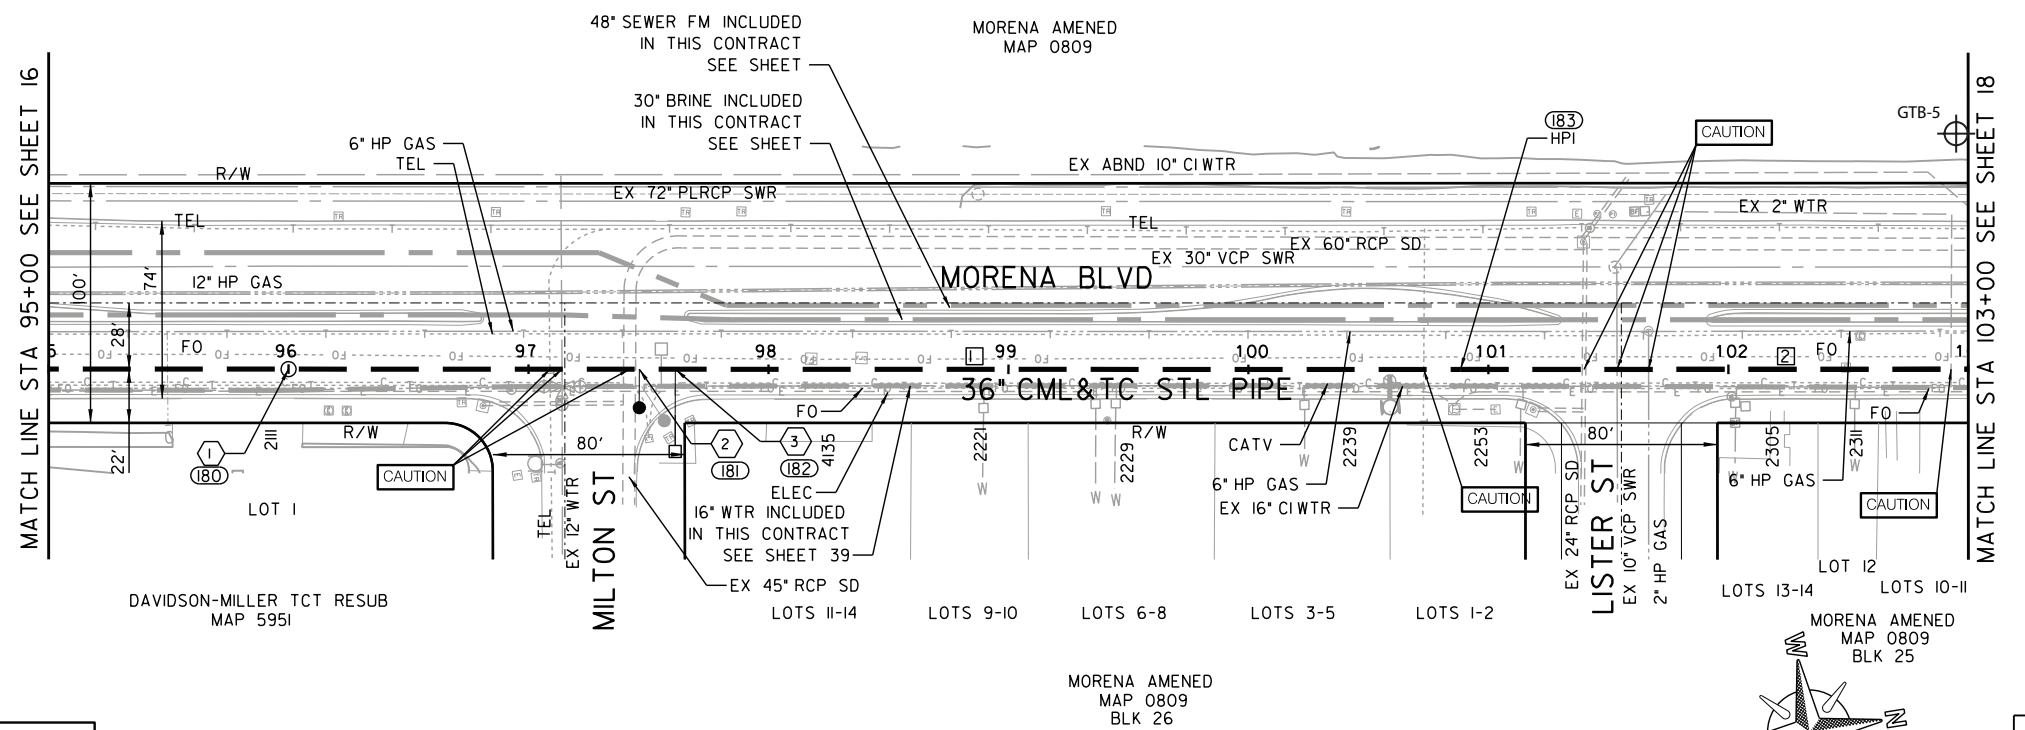 48" SEWER FM INCLUDED
IN THIS CONTRACT
SEE SHEET
MORENA AMENED
MAP 0809
30" BRINE INCLUDED
IN THIS CONTRACT
SEE SHEET
MATCH LINE STA 95+00 SEE SHEET 16
MATCH LINE STA 103+00 SEE SHEET 18
GTB-5
183
HPI
CAUTION
6" HP GAS
TEL
R/W
EX ABND 10" CI WTR
EX 72" PLRCP SWR
EX 2" WTR
TEL
TEL
EX 60" RCP SD
EX 30" VCP SWR
MORENA BLVD
12" HP GAS
100'
74'
28'
22'
FO
96
97
98
1
99
100
101
102
2
FO
36" CML&TC STL PIPE
FO
FO
R/W
R/W
1
180
2111
80'
2
181
3
182
4135
2221
2229
CATV
2239
2253
80'
2305
2311
CAUTION
ELEC
6" HP GAS
EX 16" CI WTR
CAUTION
6" HP GAS
CAUTION
LOT 1
TEL
EX 12" WTR
MILTON ST
16" WTR INCLUDED
IN THIS CONTRACT
SEE SHEET 39
EX 45" RCP SD
EX 24" RCP SD
LISTER ST
EX 10" VCP SWR
2" HP GAS
DAVIDSON-MILLER TCT RESUB
MAP 5951
LOTS 11-14
LOTS 9-10
LOTS 6-8
LOTS 3-5
LOTS 1-2
LOTS 13-14
LOT 12
LOTS 10-11
MORENA AMENED
MAP 0809
BLK 25
MORENA AMENED
MAP 0809
BLK 26
W
N